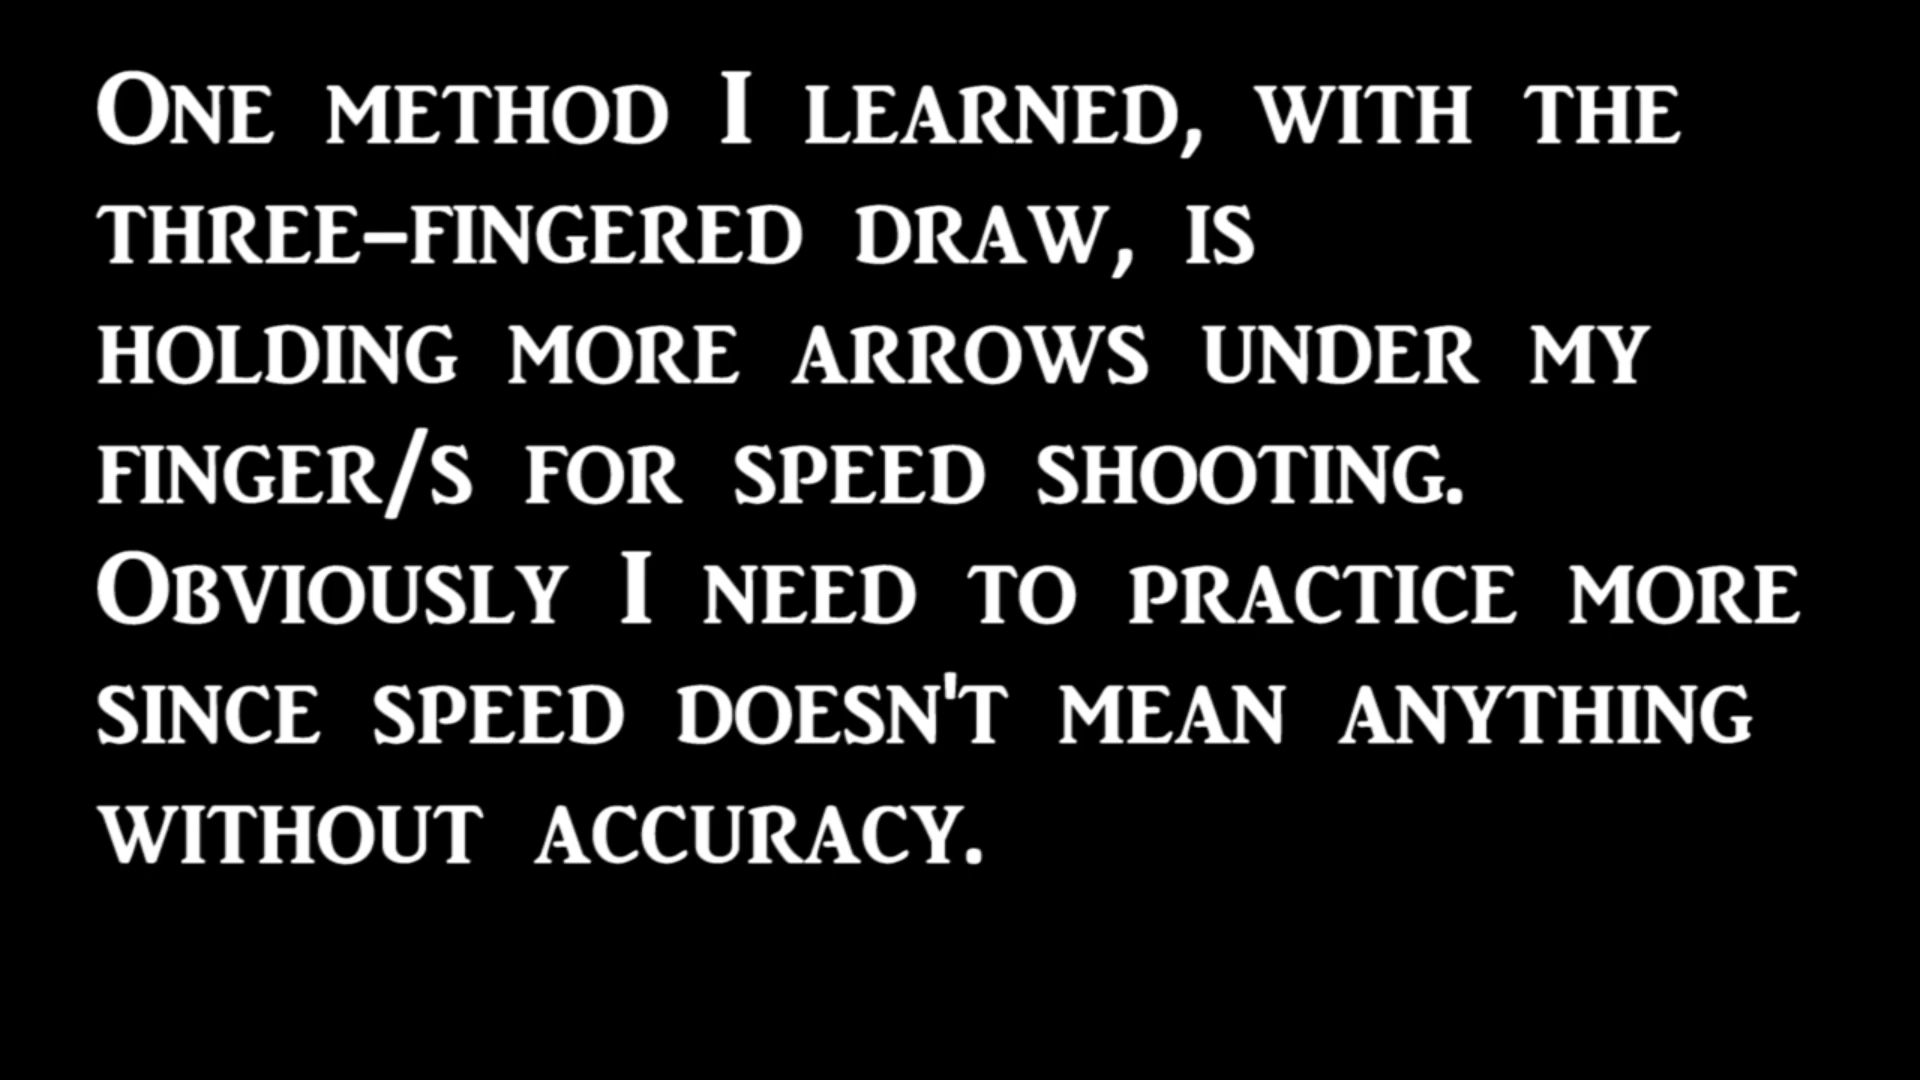 One method I learned, with the
three-fingered draw, is
holding more arrows under my
finger/s for speed shooting.
Obviously I need to practice more
since speed doesn't mean anything
without accuracy.